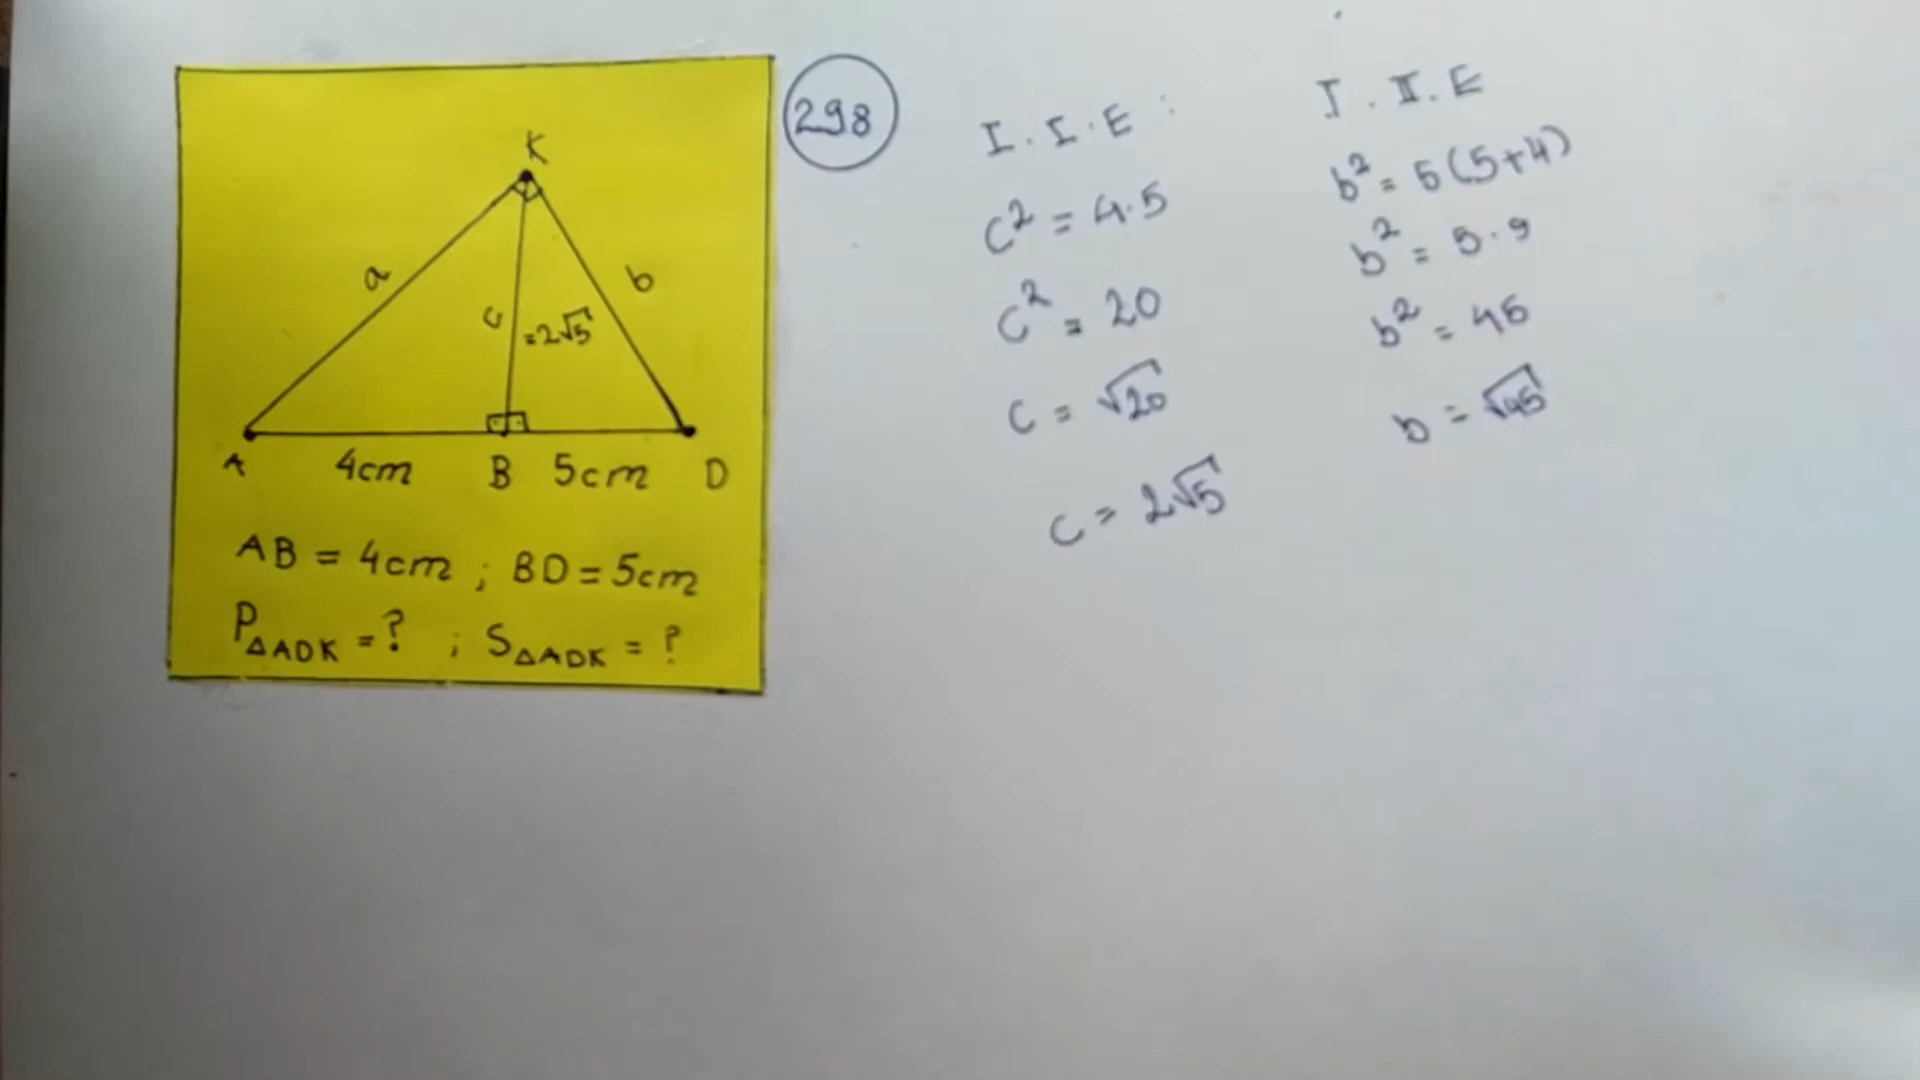 K
a
b
c
=2√5
A
4cm
B
5cm
D
AB = 4cm ; BD = 5cm
P△ADK = ? ; S△ADK = ?
298
I.I.E :
c² = 4.5
c² = 20
c = √20
c = 2√5
I.II.E
b² = 5(5+4)
b² = 5.9
b² = 45
b = √45